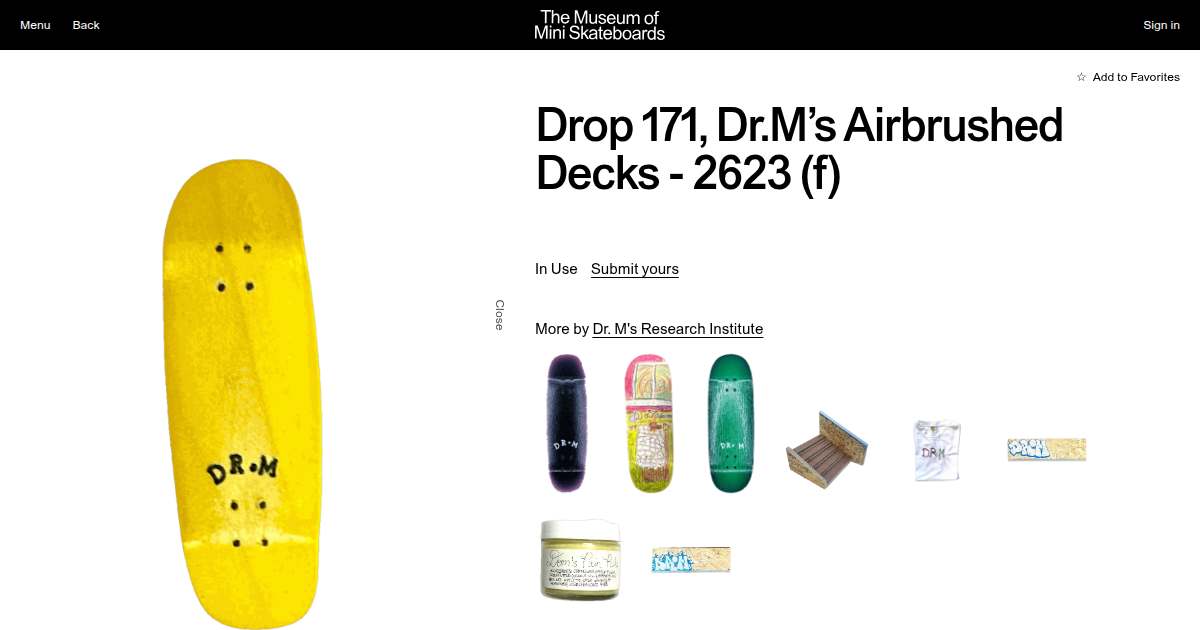 Menu
Back
The Museum of
Mini Skateboards
Sign in
☆ Add to Favorites
Drop 171, Dr.M’s Airbrushed
Decks - 2623 (f)
In Use Submit yours
Close
More by Dr. M's Research Institute
DR•M
DR•M
DR•M
DR.M